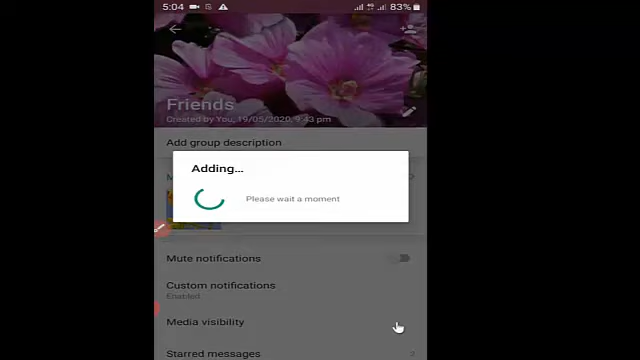 5:04
83%
Friends
Created by You, 19/05/2020, 9:43 pm
Add group description
Adding...
Please wait a moment
Mute notifications
Custom notifications
Enabled
Media visibility
Starred messages